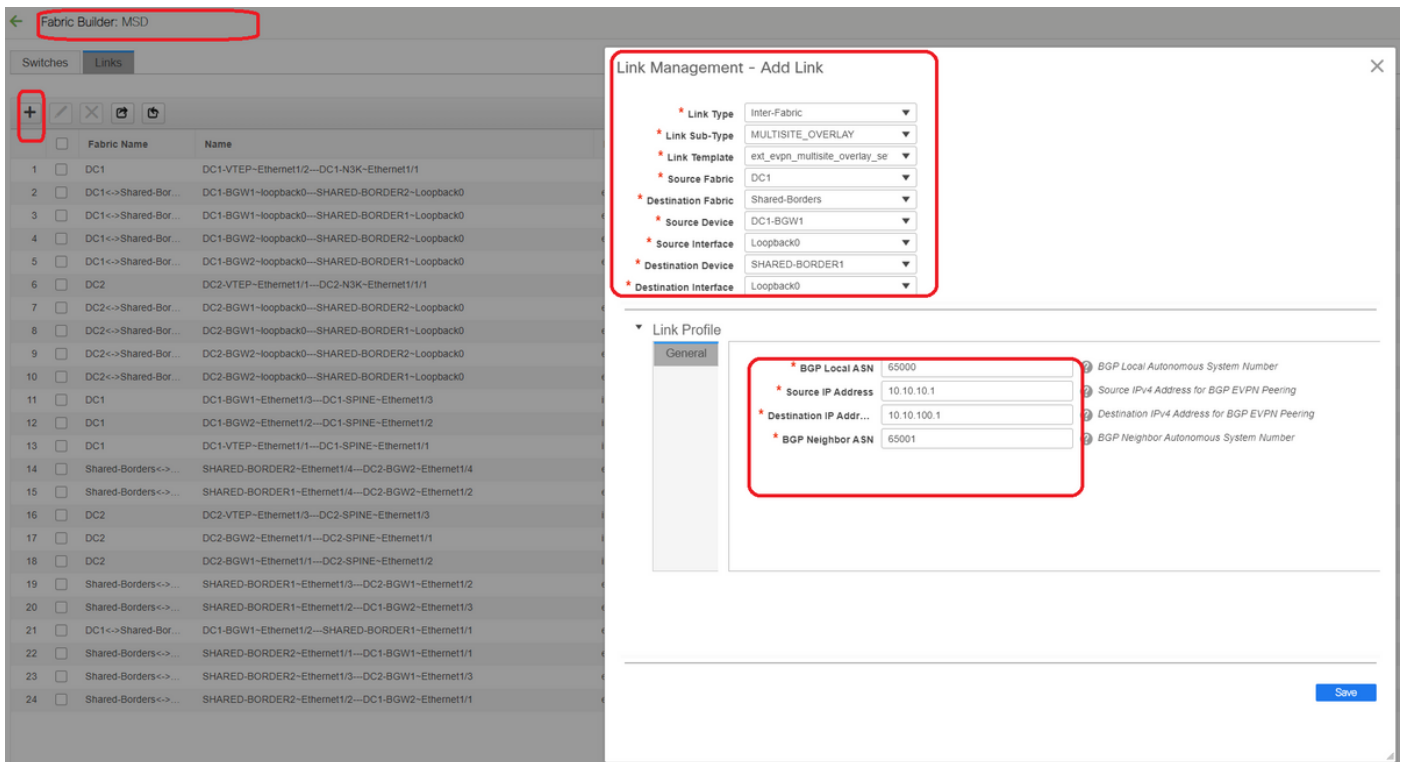 Fabric Builder: MSD
Switches Links
Fabric Name Name
1 DC1 DC1-VTEP~Ethernet1/2---DC1-N3K~Ethernet1/1
2 DC1<->Shared-Bor... DC1-BGW1~loopback0---SHARED-BORDER2~Loopback0
3 DC1<->Shared-Bor... DC1-BGW1~loopback0---SHARED-BORDER1~Loopback0
4 DC1<->Shared-Bor... DC1-BGW2~loopback0---SHARED-BORDER2~Loopback0
5 DC1<->Shared-Bor... DC1-BGW2~loopback0---SHARED-BORDER1~Loopback0
6 DC2 DC2-VTEP~Ethernet1/1---DC2-N3K~Ethernet1/1/1
7 DC2<->Shared-Bor... DC2-BGW1~loopback0---SHARED-BORDER2~Loopback0
8 DC2<->Shared-Bor... DC2-BGW1~loopback0---SHARED-BORDER1~Loopback0
9 DC2<->Shared-Bor... DC2-BGW2~loopback0---SHARED-BORDER2~Loopback0
10 DC2<->Shared-Bor... DC2-BGW2~loopback0---SHARED-BORDER1~Loopback0
11 DC1 DC1-BGW1~Ethernet1/3---DC1-SPINE~Ethernet1/3
12 DC1 DC1-BGW2~Ethernet1/2---DC1-SPINE~Ethernet1/2
13 DC1 DC1-VTEP~Ethernet1/1---DC1-SPINE~Ethernet1/1
14 Shared-Borders<->... SHARED-BORDER2~Ethernet1/4---DC2-BGW2~Ethernet1/4
15 Shared-Borders<->... SHARED-BORDER1~Ethernet1/4---DC2-BGW2~Ethernet1/2
16 DC2 DC2-VTEP~Ethernet1/3---DC2-SPINE~Ethernet1/3
17 DC2 DC2-BGW2~Ethernet1/1---DC2-SPINE~Ethernet1/1
18 DC2 DC2-BGW1~Ethernet1/1---DC2-SPINE~Ethernet1/2
19 Shared-Borders<->... SHARED-BORDER1~Ethernet1/3---DC2-BGW1~Ethernet1/2
20 Shared-Borders<->... SHARED-BORDER1~Ethernet1/2---DC1-BGW2~Ethernet1/3
21 DC1<->Shared-Bor... DC1-BGW1~Ethernet1/2---SHARED-BORDER1~Ethernet1/1
22 Shared-Borders<->... SHARED-BORDER2~Ethernet1/1---DC1-BGW1~Ethernet1/1
23 Shared-Borders<->... SHARED-BORDER2~Ethernet1/3---DC2-BGW1~Ethernet1/3
24 Shared-Borders<->... SHARED-BORDER2~Ethernet1/2---DC1-BGW2~Ethernet1/1
Link Management - Add Link
* Link Type Inter-Fabric
* Link Sub-Type MULTISITE_OVERLAY
* Link Template ext_evpn_multisite_overlay_se
* Source Fabric DC1
* Destination Fabric Shared-Borders
* Source Device DC1-BGW1
* Source Interface Loopback0
* Destination Device SHARED-BORDER1
* Destination Interface Loopback0
Link Profile
General
* BGP Local ASN 65000 BGP Local Autonomous System Number
* Source IP Address 10.10.10.1 Source IPv4 Address for BGP EVPN Peering
* Destination IP Addr... 10.10.100.1 Destination IPv4 Address for BGP EVPN Peering
* BGP Neighbor ASN 65001 BGP Neighbor Autonomous System Number
Save